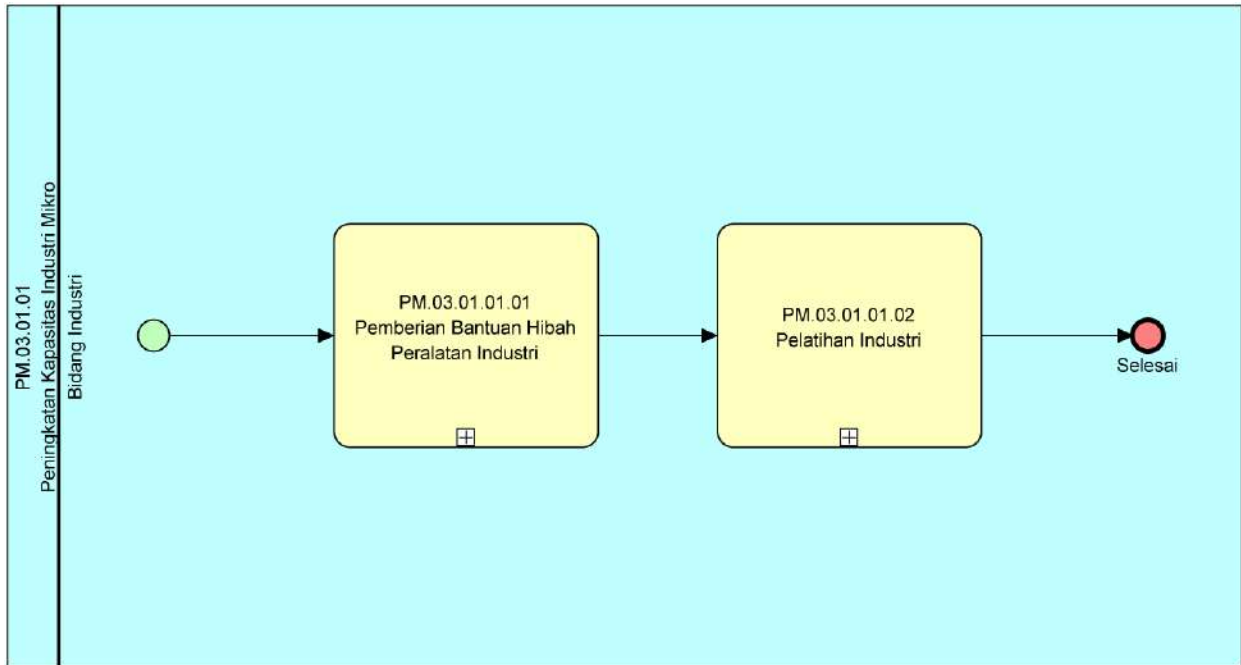 PM.03.01.01
Peningkatan Kapasitas Industri Mikro
Bidang Industri
PM.03.01.01.01
Pemberian Bantuan Hibah
Peralatan Industri
PM.03.01.01.02
Pelatihan Industri
Selesai